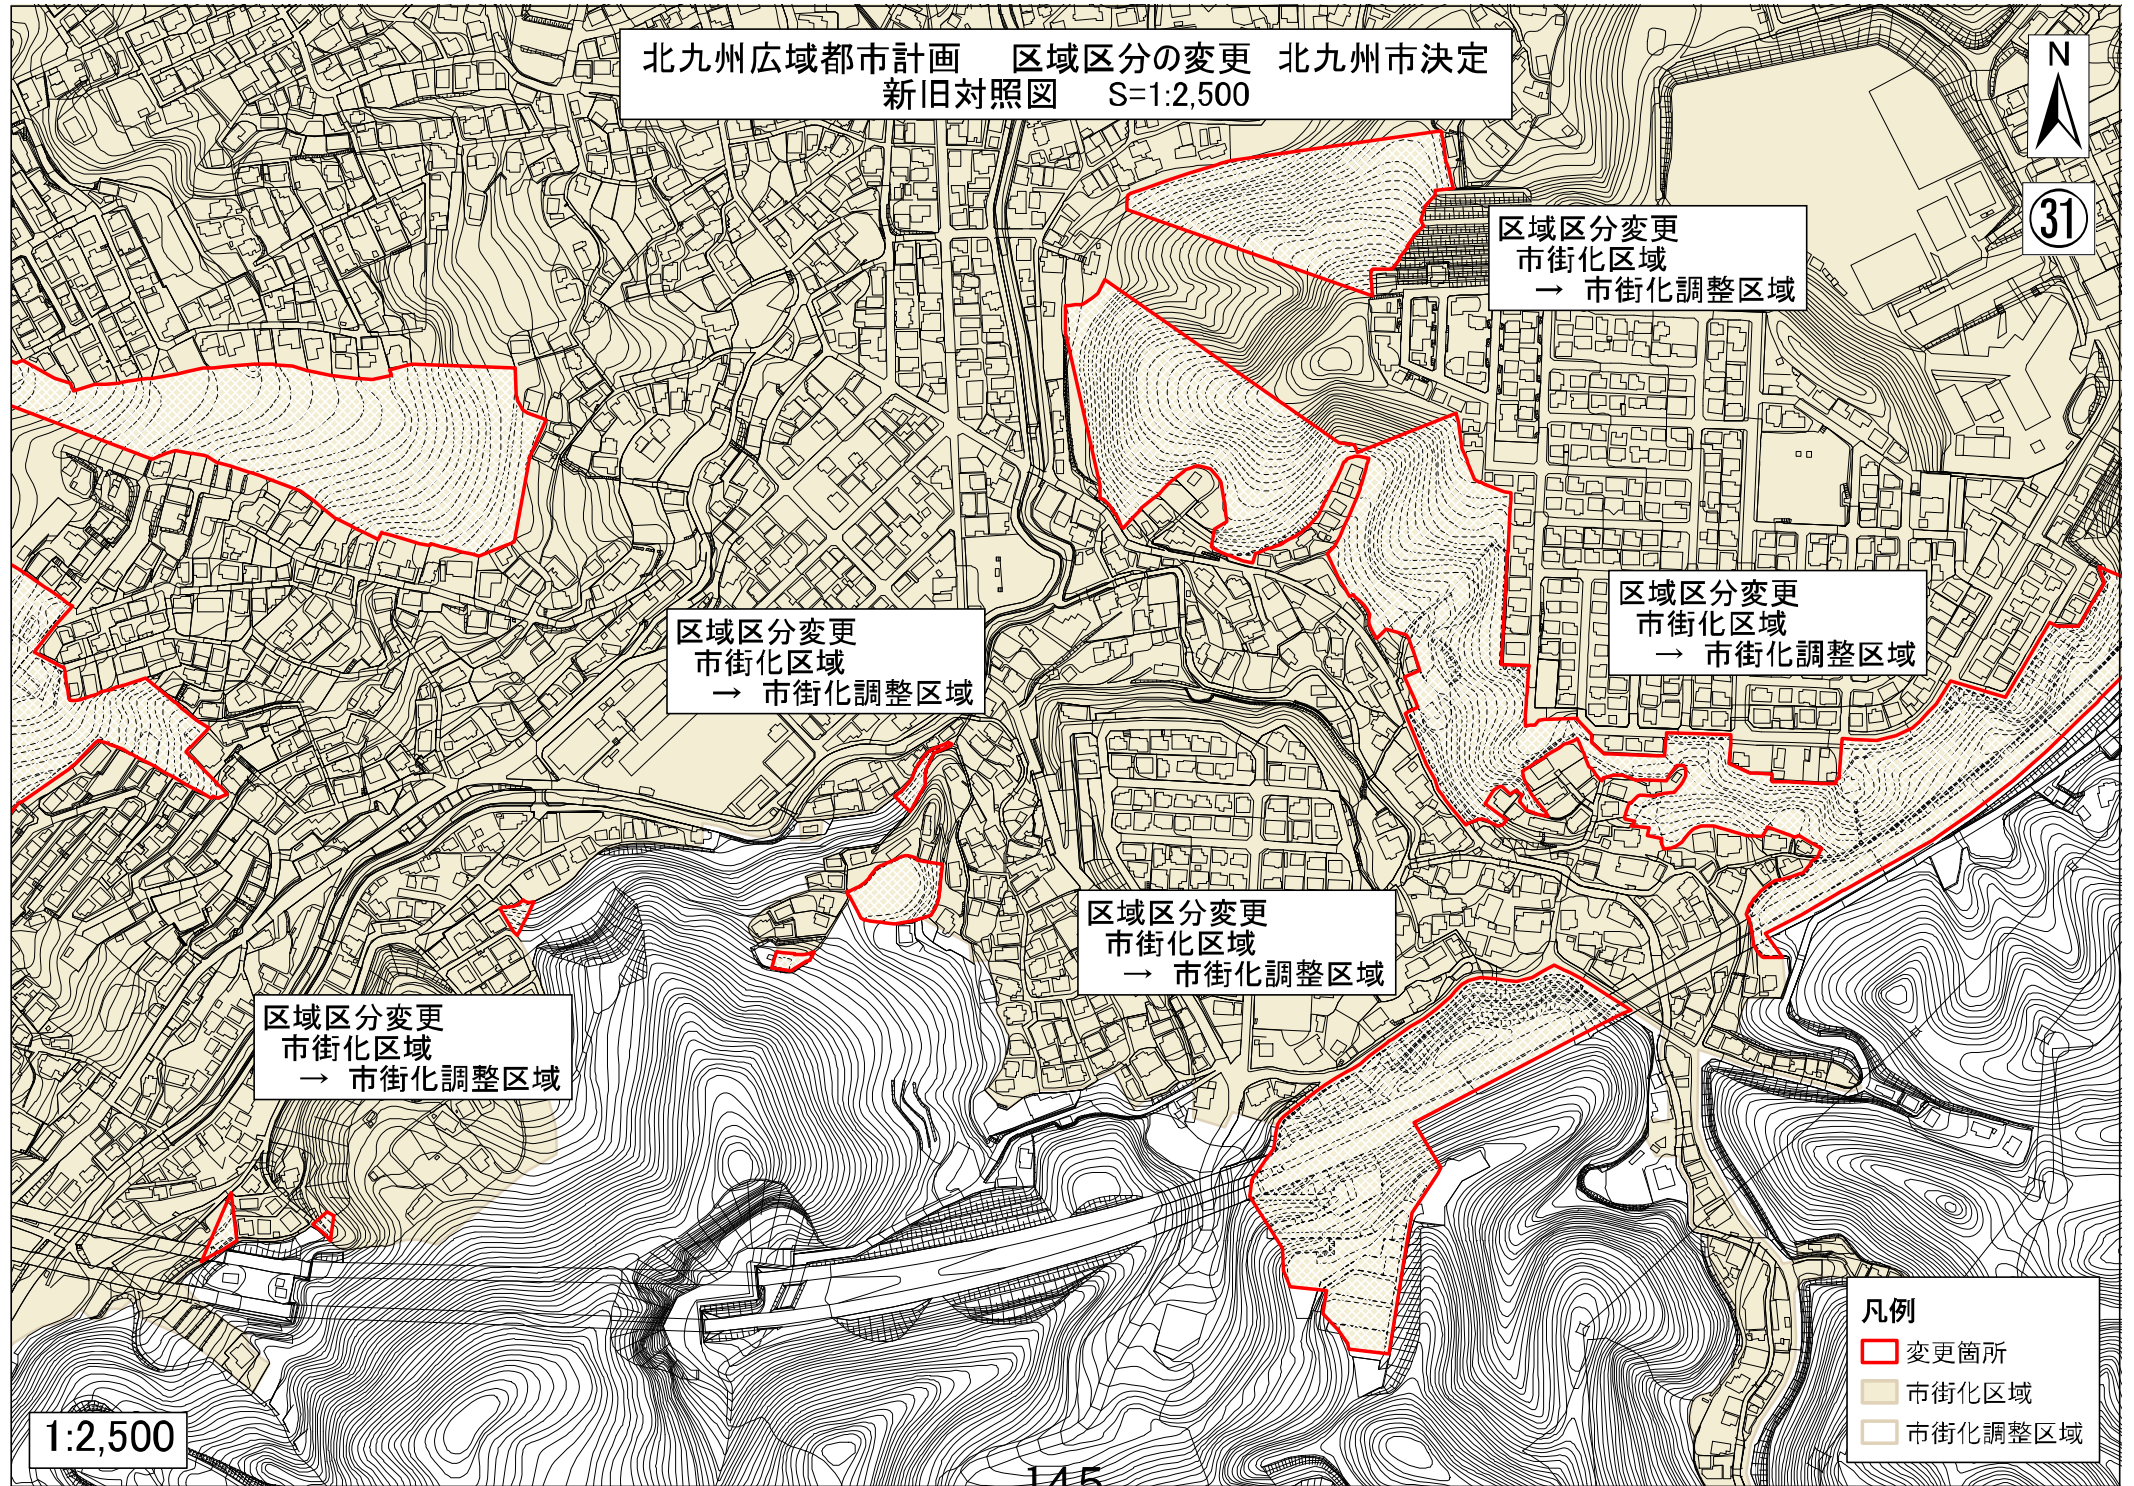 北九州広域都市計画　区域区分の変更　北九州市決定
新旧対照図　S=1:2,500
N
㉛
区域区分変更
市街化区域
→ 市街化調整区域
区域区分変更
市街化区域
→ 市街化調整区域
区域区分変更
市街化区域
→ 市街化調整区域
区域区分変更
市街化区域
→ 市街化調整区域
区域区分変更
市街化区域
→ 市街化調整区域
凡例
変更箇所
市街化区域
市街化調整区域
1:2,500
145